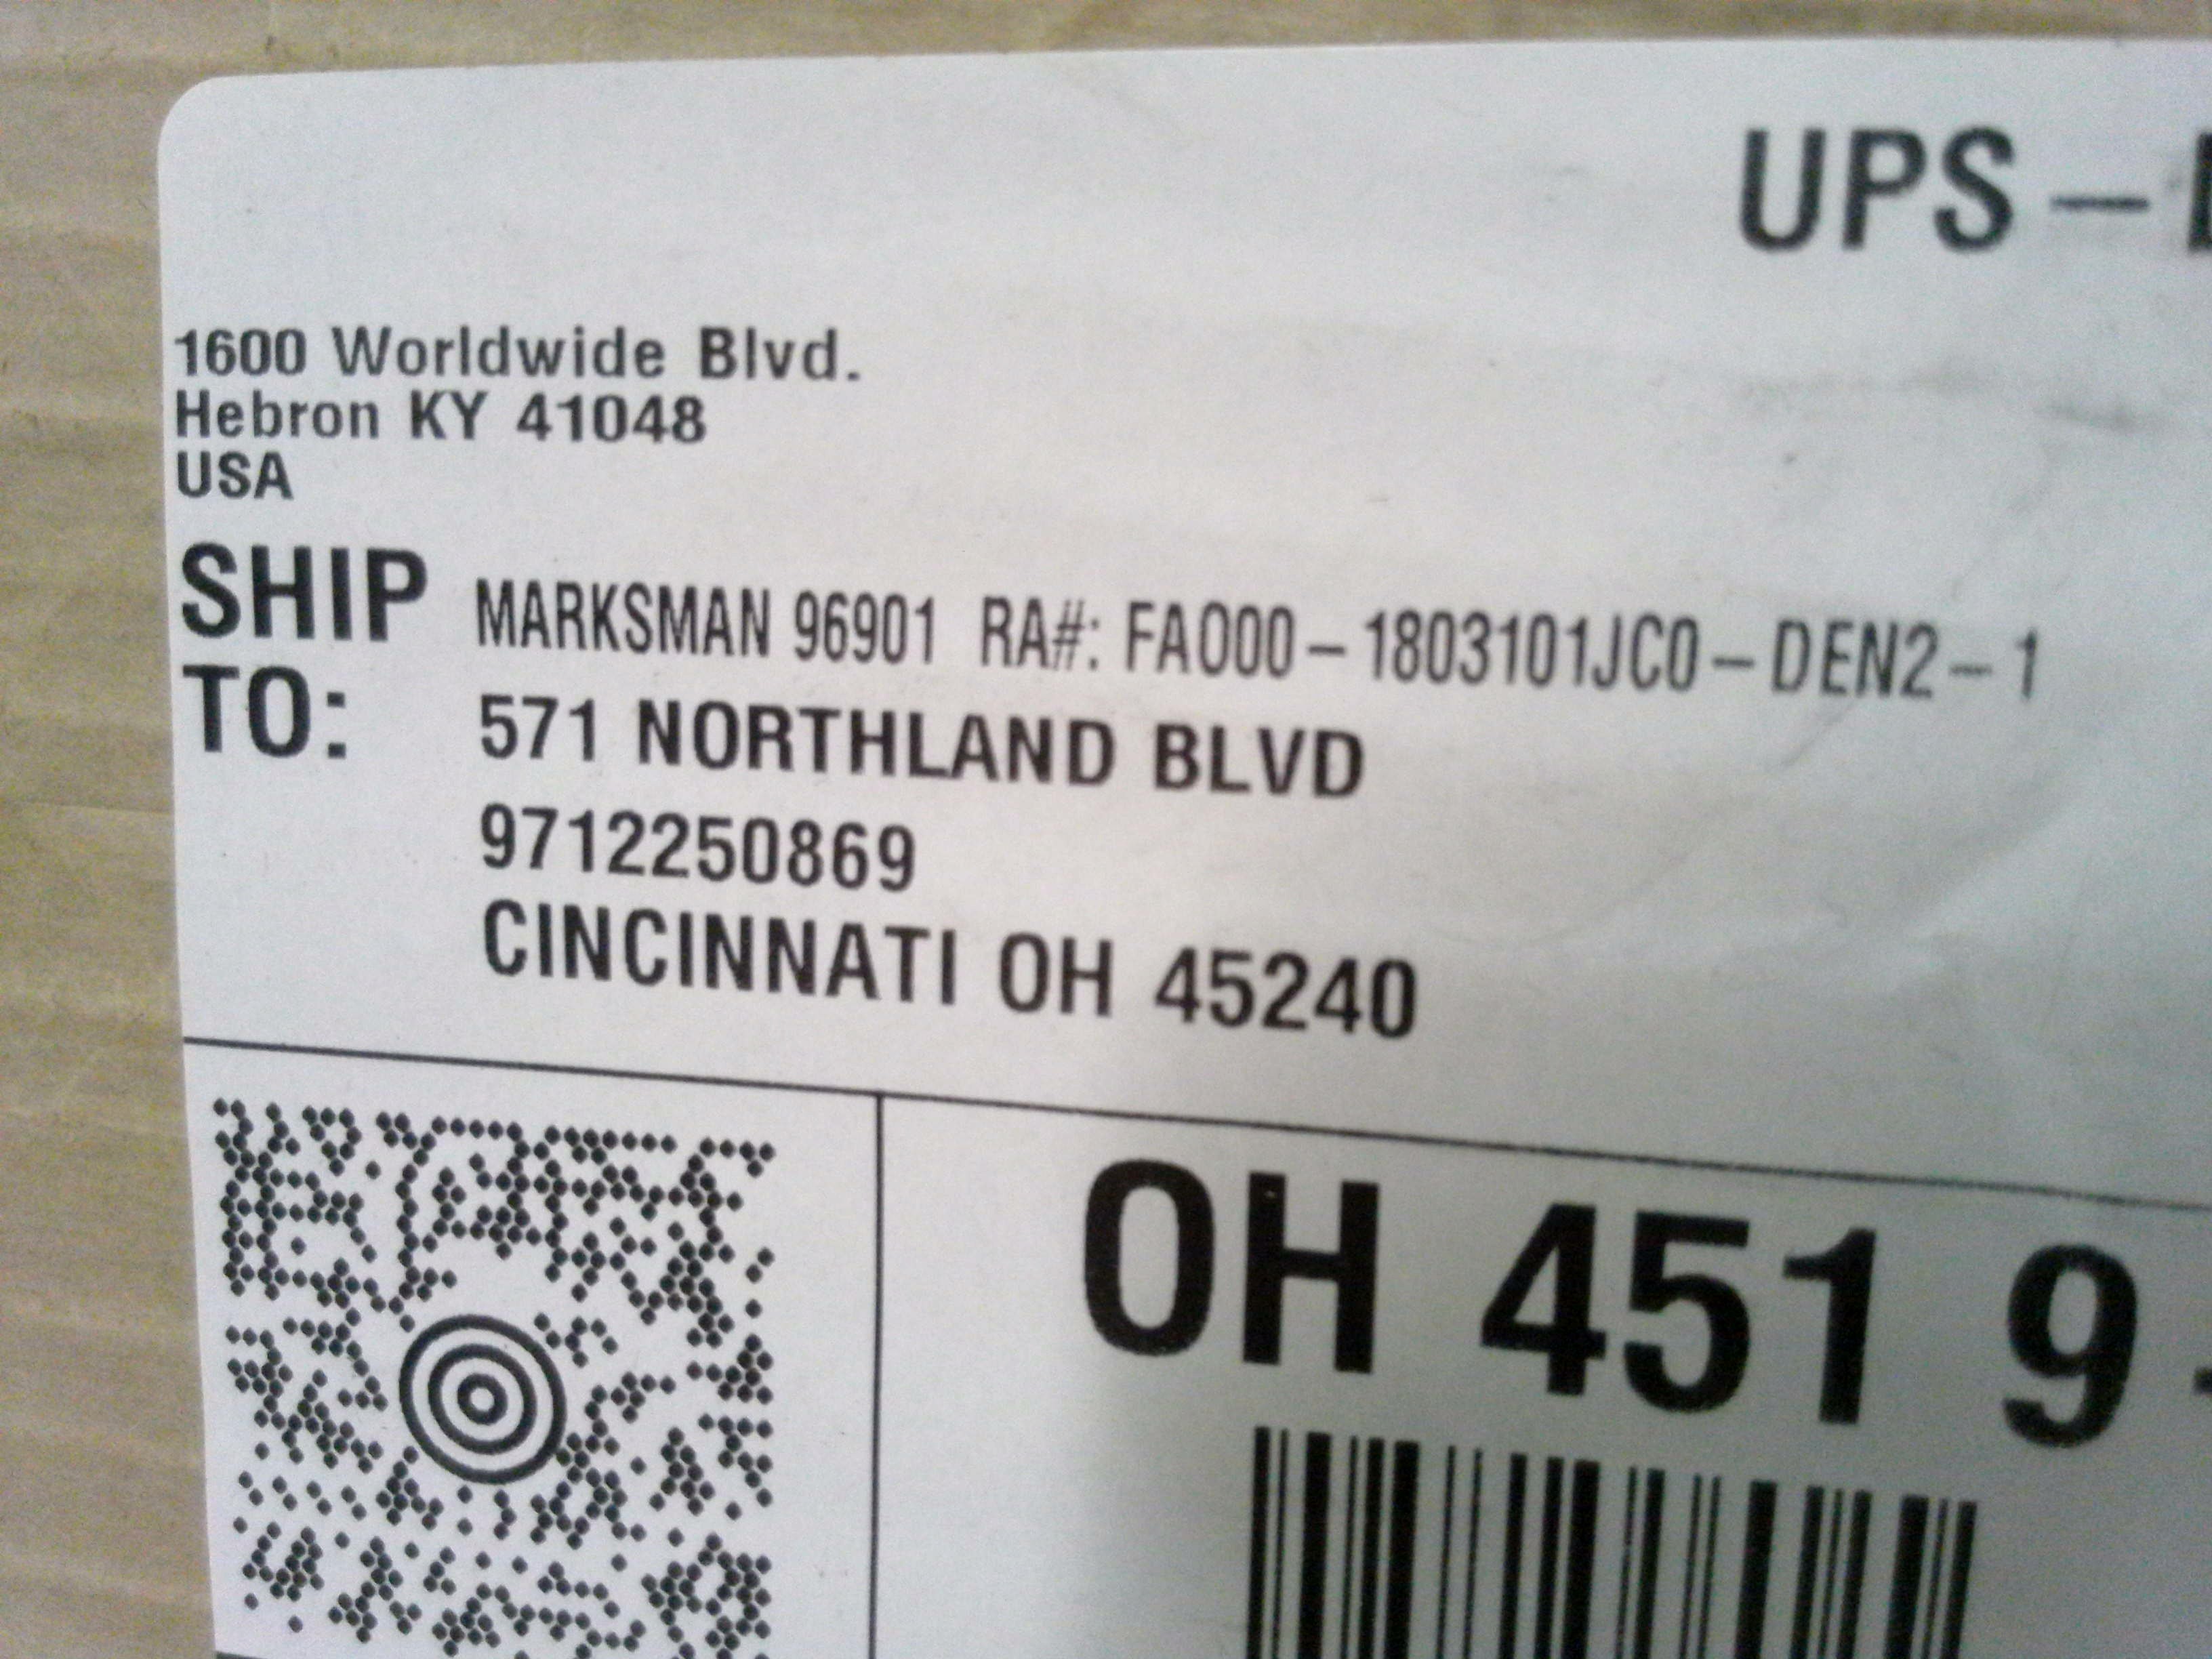 UPS –
1600 Worldwide Blvd.
Hebron KY 41048
USA
SHIP TO:
MARKSMAN 96901 RA#: FA000–1803101JC0–DEN2–1
571 NORTHLAND BLVD
9712250869
CINCINNATI OH 45240
OH 451 9